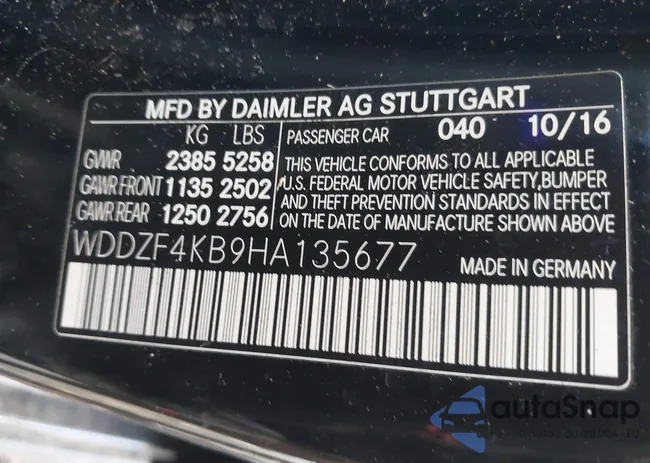 MFD BY DAIMLER AG STUTTGART
KG LBS
GVWR 2385 5258
GAWR FRONT 1135 2502
GAWR REAR 1250 2756
PASSENGER CAR 040 10/16
THIS VEHICLE CONFORMS TO ALL APPLICABLE
U.S. FEDERAL MOTOR VEHICLE SAFETY,BUMPER
AND THEFT PREVENTION STANDARDS IN EFFECT
ON THE DATE OF MANUFACTURE SHOWN ABOVE
WDDZF4KB9HA135677
MADE IN GERMANY
autoSnap